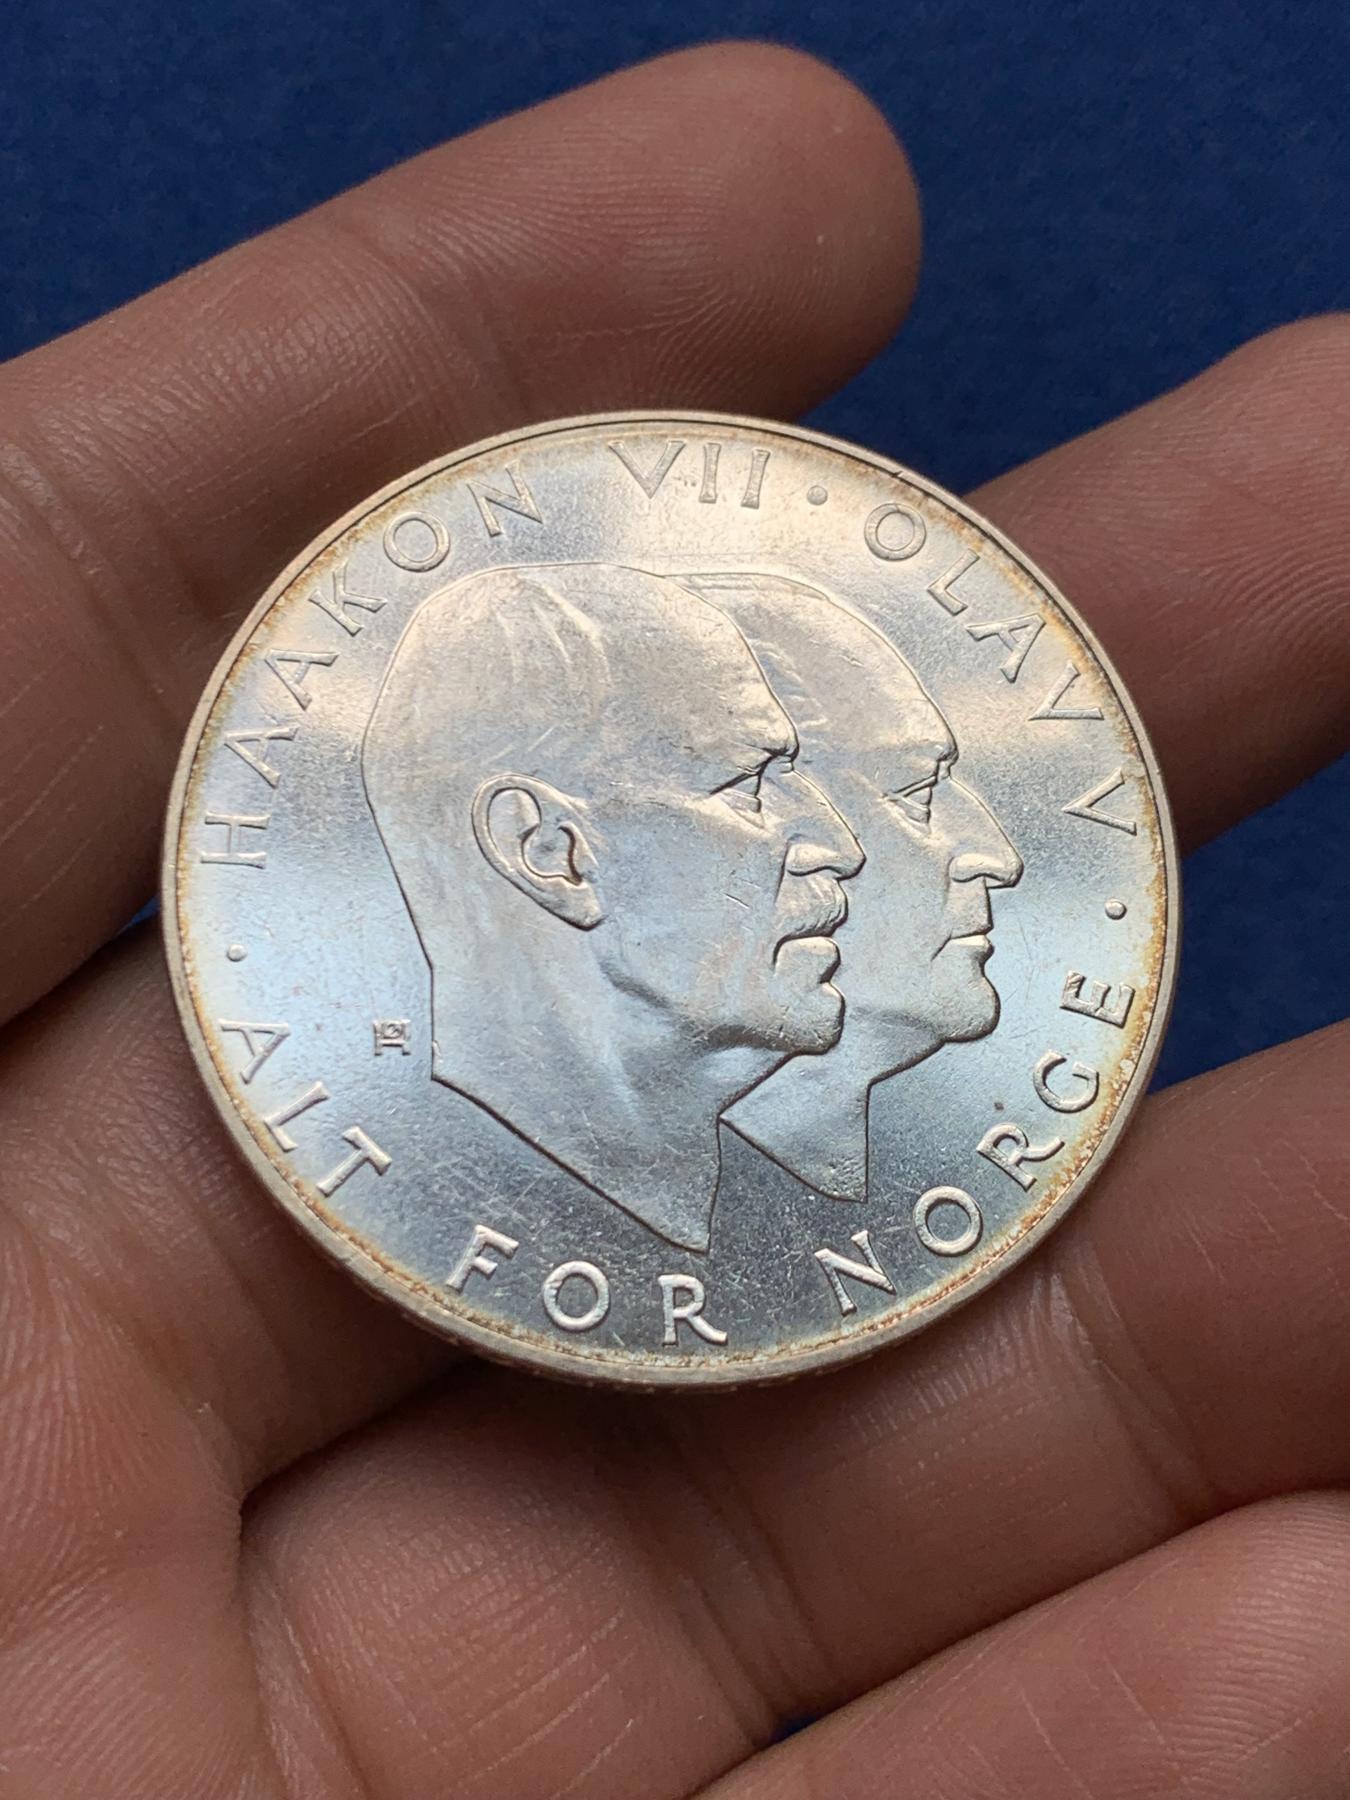 · HAAKON VII · OLAV V ·
ALT FOR NORGE